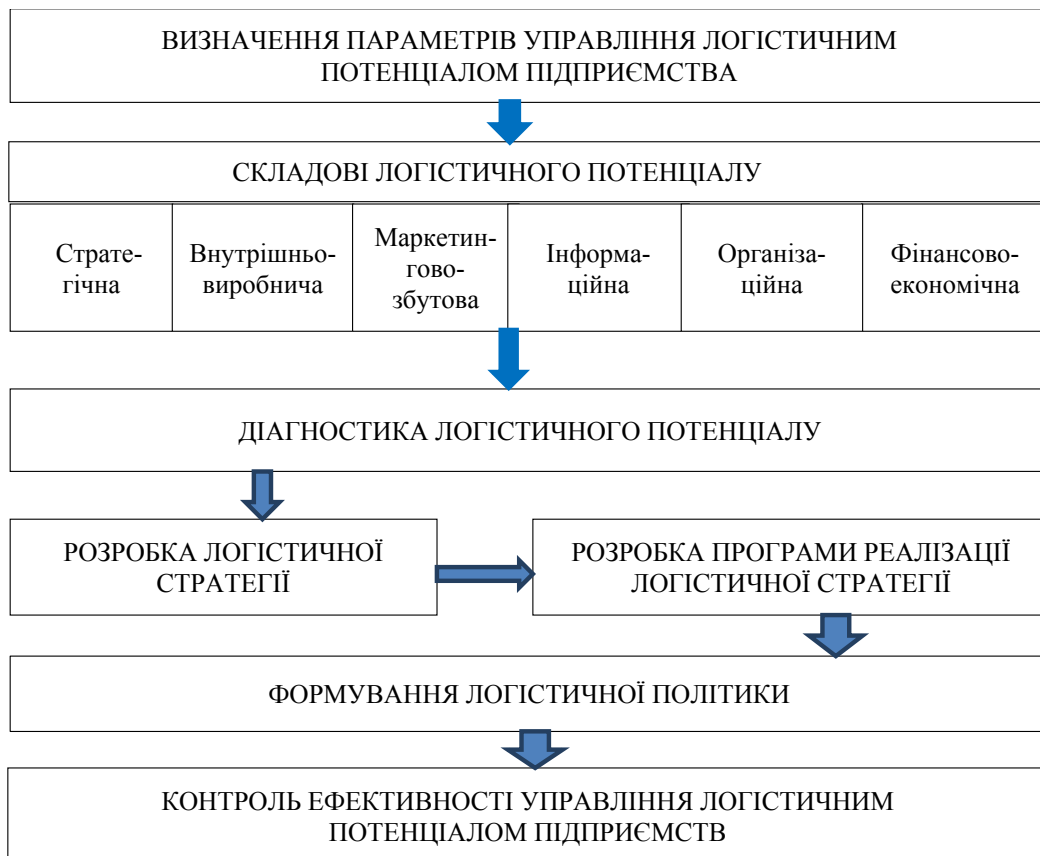 ВИЗНАЧЕННЯ ПАРАМЕТРІВ УПРАВЛІННЯ ЛОГІСТИЧНИМ
ПОТЕНЦІАЛОМ ПІДПРИЄМСТВА
СКЛАДОВІ ЛОГІСТИЧНОГО ПОТЕНЦІАЛУ
Страте-
гічна
Внутрішньо-
виробнича
Маркетин-
гово-
збутова
Інформа-
ційна
Організа-
ційна
Фінансово-
економічна
ДІАГНОСТИКА ЛОГІСТИЧНОГО ПОТЕНЦІАЛУ
РОЗРОБКА ЛОГІСТИЧНОЇ
СТРАТЕГІЇ
РОЗРОБКА ПРОГРАМИ РЕАЛІЗАЦІЇ
ЛОГІСТИЧНОЇ СТРАТЕГІЇ
ФОРМУВАННЯ ЛОГІСТИЧНОЇ ПОЛІТИКИ
КОНТРОЛЬ ЕФЕКТИВНОСТІ УПРАВЛІННЯ ЛОГІСТИЧНИМ
ПОТЕНЦІАЛОМ ПІДПРИЄМСТВ